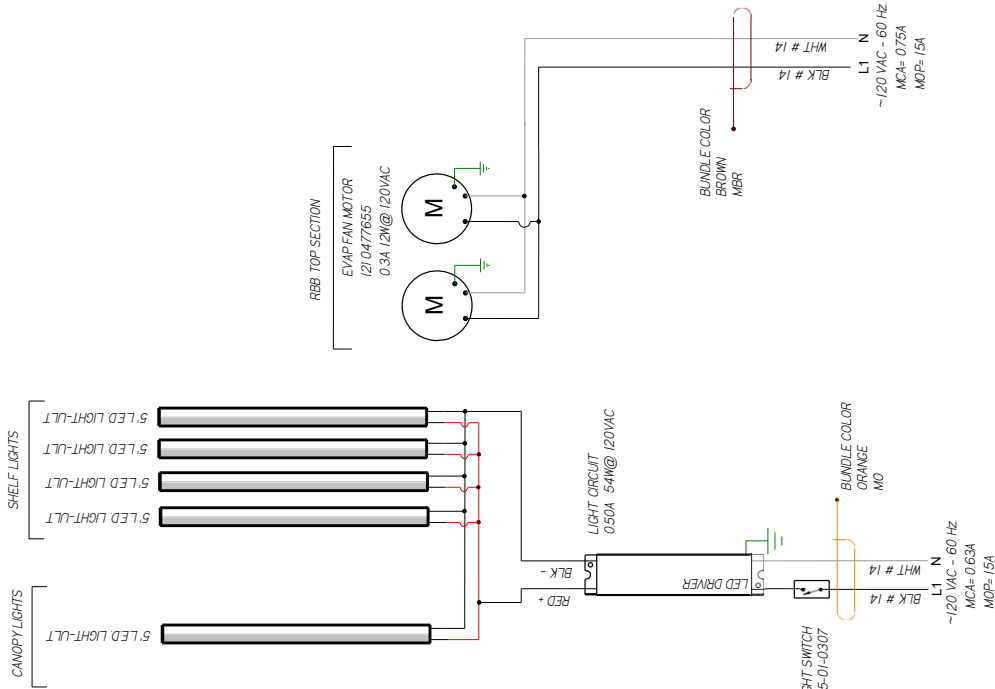 WHT # 14
BLK # 14
N
L1
~120 VAC - 60 Hz
MCA= 0.75A
MOP= 15A
BUNDLE COLOR
BROWN
MBR
RBB TOP SECTION
EVAP FAN MOTOR
(2) 0477655
0.3A 12W@ 120VAC
M
M
SHELF LIGHTS
5' LED LIGHT-ULT
5' LED LIGHT-ULT
5' LED LIGHT-ULT
5' LED LIGHT-ULT
CANOPY LIGHTS
5' LED LIGHT-ULT
LIGHT CIRCUIT
0.50A 54W@ 120VAC
BLK -
RED +
LED DRIVER
BUNDLE COLOR
ORANGE
MO
WHT # 14
BLK # 14
N
L1
~120 VAC - 60 Hz
MCA= 0.63A
MOP= 15A
HT SWITCH
5-01-0307